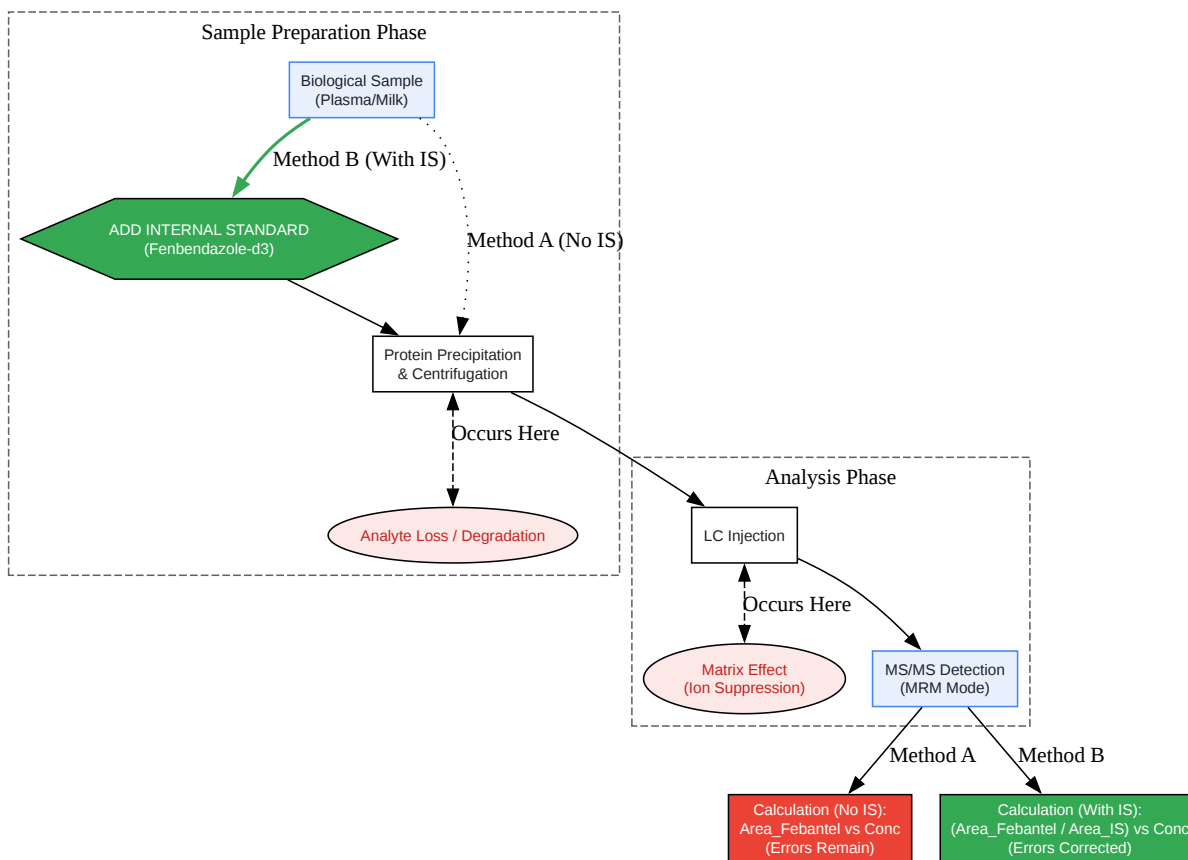 Sample Preparation Phase
Biological Sample
(Plasma/Milk)
Method B (With IS)
ADD INTERNAL STANDARD
(Fenbendazole-d3)
Method A (No IS)
Protein Precipitation
& Centrifugation
Occurs Here
Analyte Loss / Degradation
Analysis Phase
LC Injection
Occurs Here
Matrix Effect
(Ion Suppression)
MS/MS Detection
(MRM Mode)
Method A
Method B
Calculation (No IS):
Area_Febantel vs Conc
(Errors Remain)
Calculation (With IS):
(Area_Febantel / Area_IS) vs Conc
(Errors Corrected)